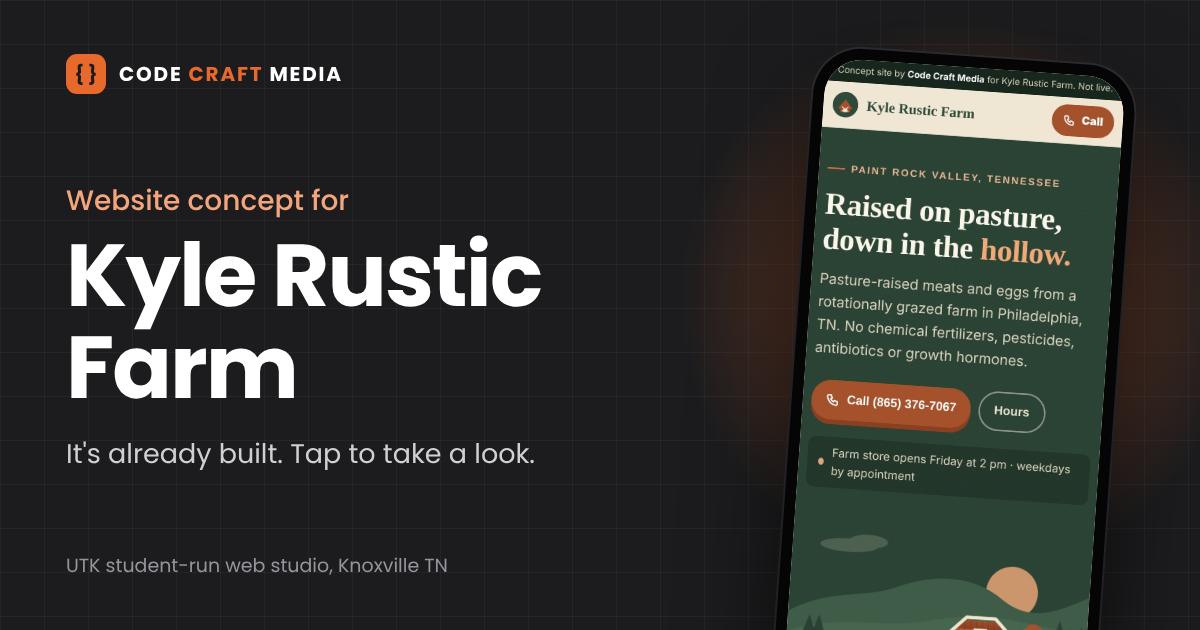 { } CODE CRAFT MEDIA
Website concept for
Kyle Rustic
Farm
It's already built. Tap to take a look.
UTK student-run web studio, Knoxville TN
Concept site by Code Craft Media for Kyle Rustic Farm. Not live.
Kyle Rustic Farm
Call
PAINT ROCK VALLEY, TENNESSEE
Raised on pasture,
down in the hollow.
Pasture-raised meats and eggs from a
rotationally grazed farm in Philadelphia,
TN. No chemical fertilizers, pesticides,
antibiotics or growth hormones.
Call (865) 376-7067
Hours
Farm store opens Friday at 2 pm · weekdays
by appointment